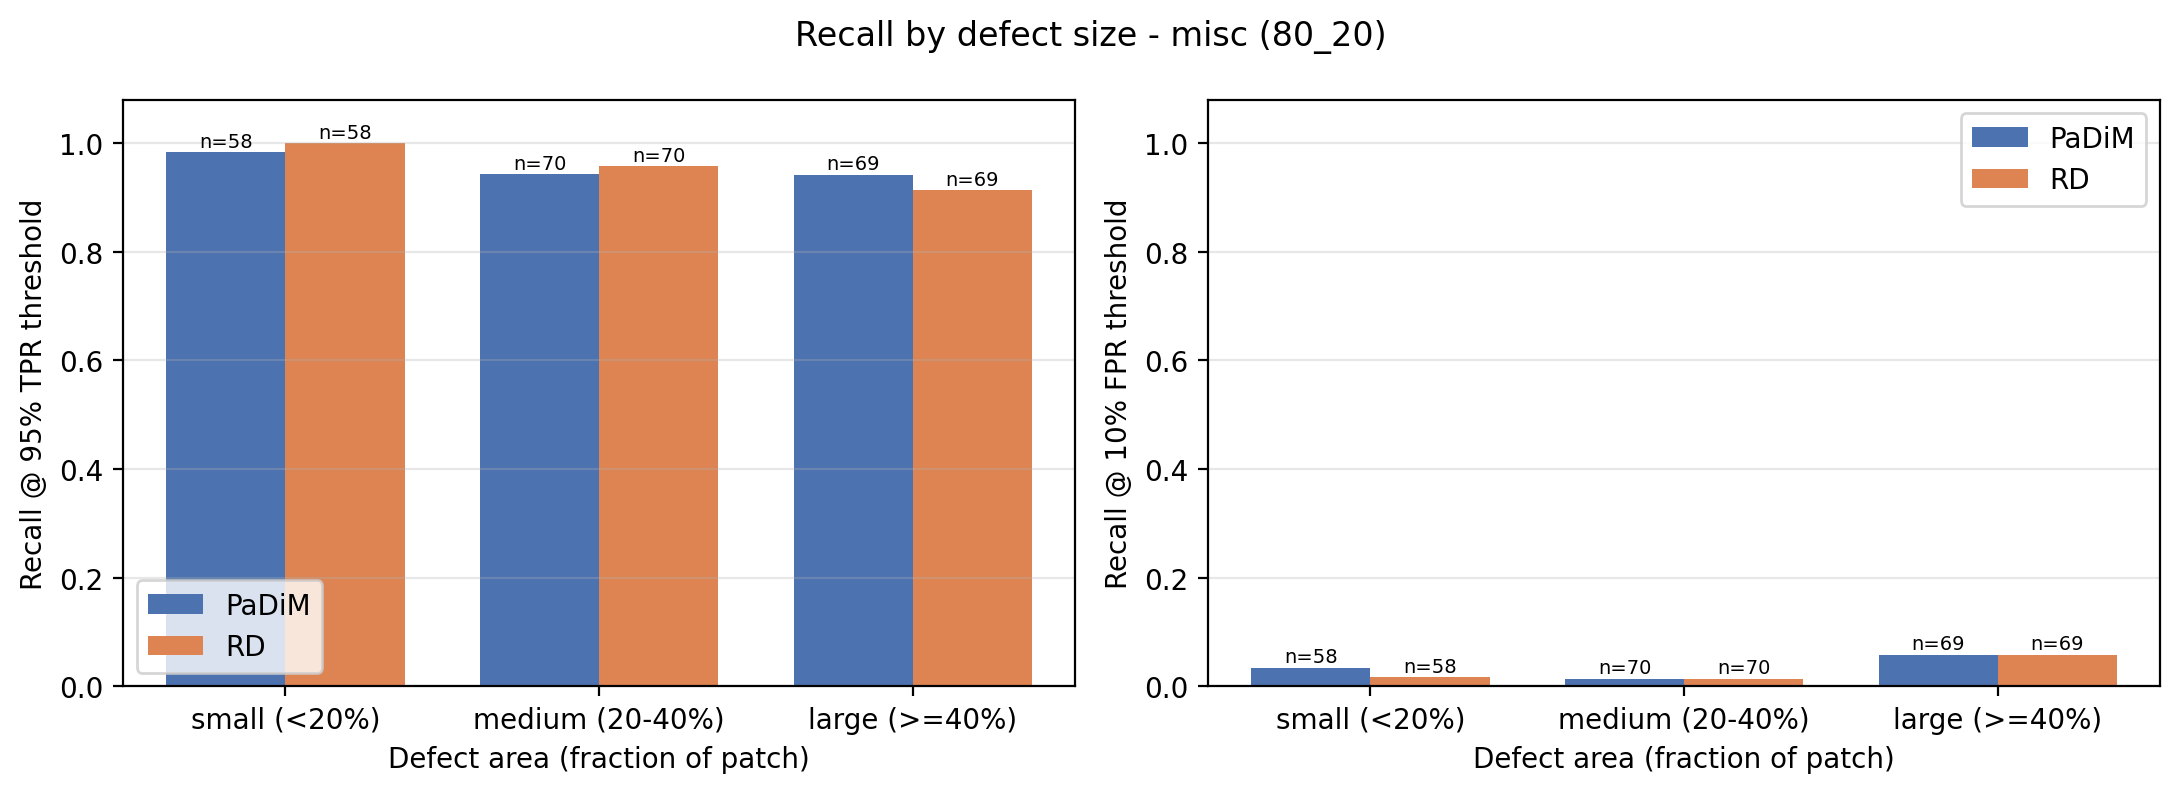 Recall by defect size - misc (80_20)
Recall @ 95% TPR threshold
1.0
0.8
0.6
0.4
0.2
0.0
n=58
n=58
n=70
n=70
n=69
n=69
PaDiM
RD
small (<20%)
medium (20-40%)
large (>=40%)
Defect area (fraction of patch)
Recall @ 10% FPR threshold
1.0
0.8
0.6
0.4
0.2
0.0
PaDiM
RD
n=58
n=58
n=70
n=70
n=69
n=69
small (<20%)
medium (20-40%)
large (>=40%)
Defect area (fraction of patch)